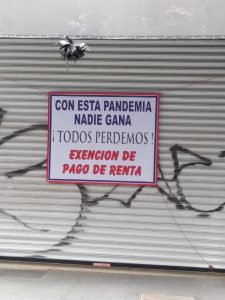 CON ESTA PANDEMIA
NADIE GANA
¡TODOS PERDEMOS!
EXENCION DE
PAGO DE RENTA